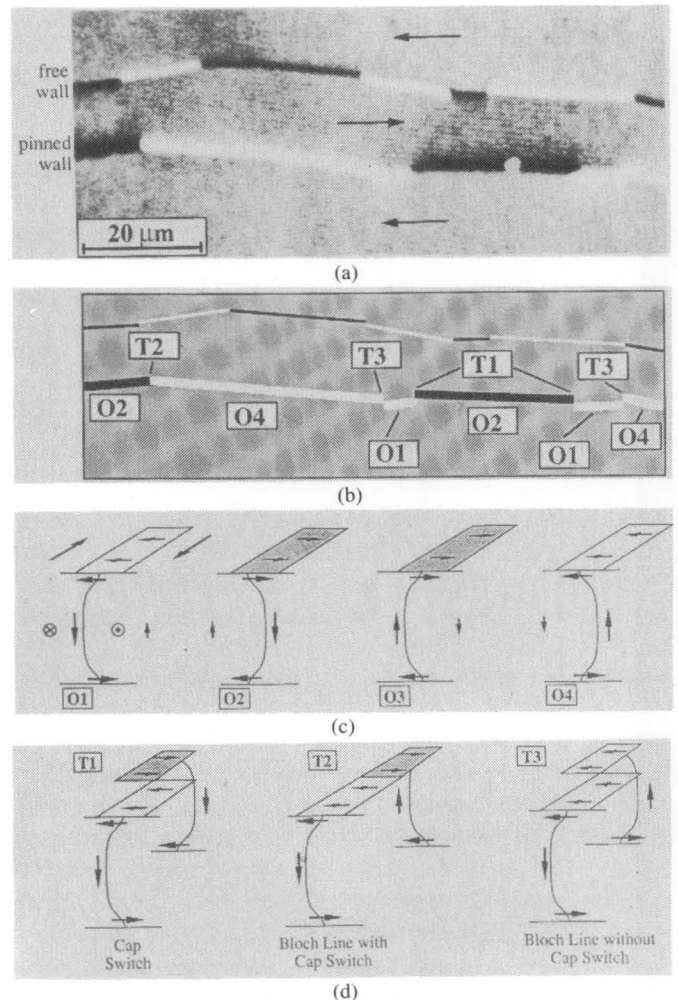 free
wall
pinned
wall
20 μm
(a)
T2
T3
T1
T3
O2
O4
O1
O2
O1
O4
(b)
⊗
⊙
O1
O2
O3
O4
(c)
T1
T2
T3
Cap
Switch
Bloch Line with
Cap Switch
Bloch Line without
Cap Switch
(d)